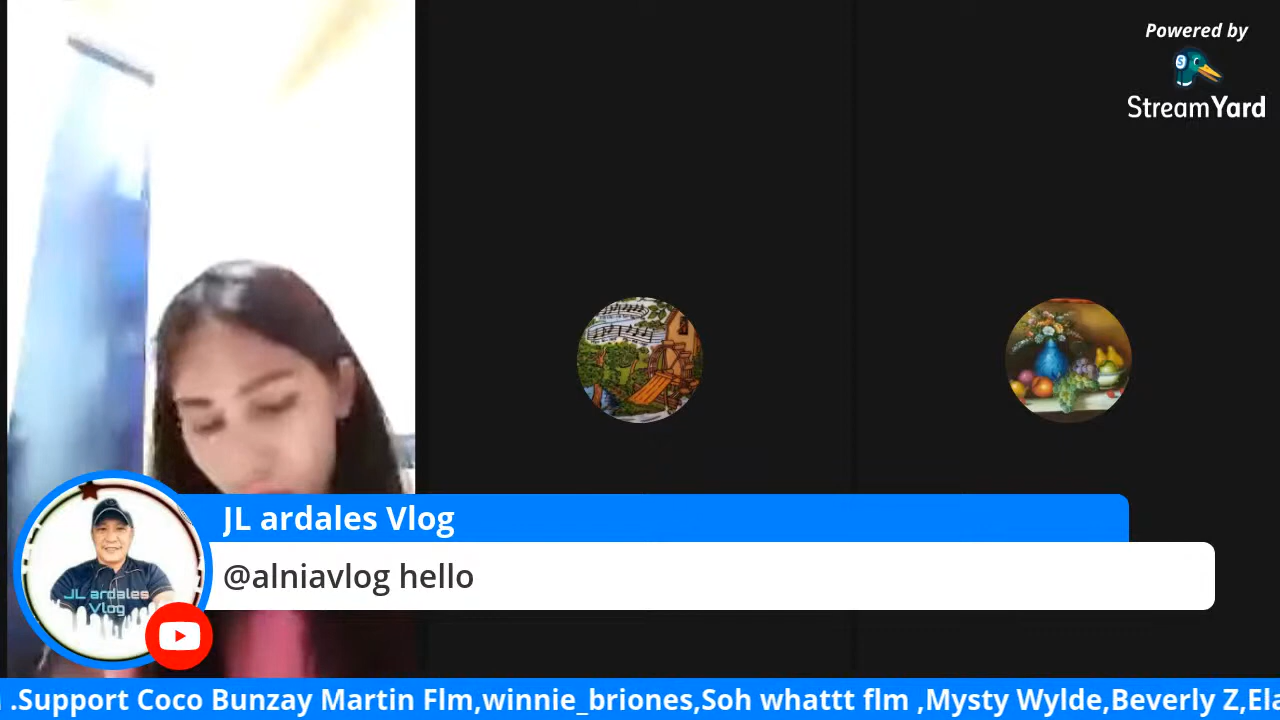 Powered by
StreamYard
JL ardales Vlog
@alniavlog hello
JL ardales
Vlog
.Support Coco Bunzay Martin Flm,winnie_briones,Soh whattt flm ,Mysty Wylde,Beverly Z,Ela